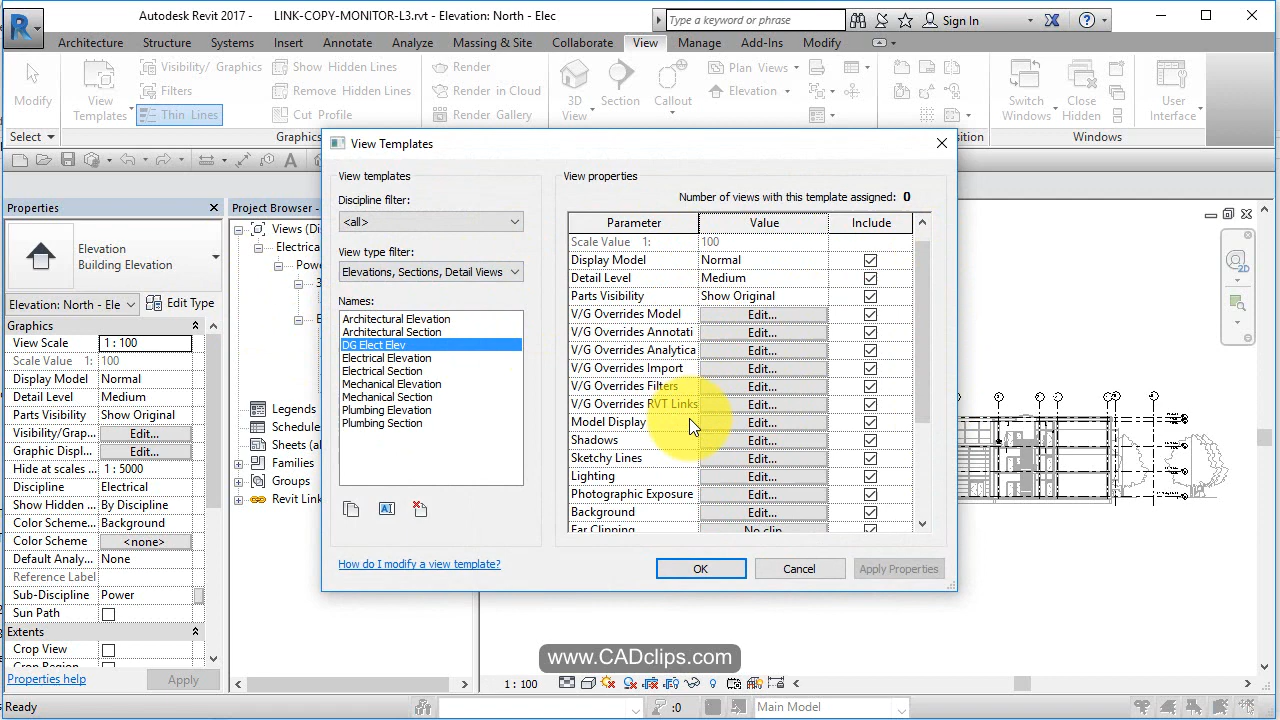 Autodesk Revit 2017 -
LINK-COPY-MONITOR-L3.rvt - Elevation: North - Elec
Type a keyword or phrase
Sign In
Architecture
Structure
Systems
Insert
Annotate
Analyze
Massing & Site
Collaborate
View
Manage
Add-Ins
Modify
Modify
View
Templates
Visibility/ Graphics
Filters
Thin Lines
Show Hidden Lines
Remove Hidden Lines
Cut Profile
Render
Render in Cloud
Render Gallery
3D
View
Section
Callout
Plan Views
Elevation
Switch
Windows
Close
Hidden
User
Interface
Select
Graphics
Windows
Properties
Elevation
Building Elevation
Elevation: North - Ele
Edit Type
Graphics
View Scale 1 : 100
Scale Value 1: 100
Display Model Normal
Detail Level Medium
Parts Visibility Show Original
Visibility/Grap... Edit...
Graphic Displ... Edit...
Hide at scales ... 1 : 5000
Discipline Electrical
Show Hidden ... By Discipline
Color Scheme... Background
Color Scheme <none>
Default Analy... None
Reference Label
Sub-Discipline Power
Sun Path
Extents
Crop View
Properties help
Apply
Ready
Project Browser -
Views (D
Electrica
Pow
3
E
Legends
Schedule
Sheets (al
Families
Groups
Revit Link
View Templates
View templates
Discipline filter:
<all>
View type filter:
Elevations, Sections, Detail Views
Names:
Architectural Elevation
Architectural Section
DG Elect Elev
Electrical Elevation
Electrical Section
Mechanical Elevation
Mechanical Section
Plumbing Elevation
Plumbing Section
How do I modify a view template?
View properties
Number of views with this template assigned: 0
Parameter Value Include
Scale Value 1: 100
Display Model Normal
Detail Level Medium
Parts Visibility Show Original
V/G Overrides Model Edit...
V/G Overrides Annotati Edit...
V/G Overrides Analytica Edit...
V/G Overrides Import Edit...
V/G Overrides Filters Edit...
V/G Overrides RVT Links Edit...
Model Display Edit...
Shadows Edit...
Sketchy Lines Edit...
Lighting Edit...
Photographic Exposure Edit...
Background Edit...
Far Clipping No clip
OK
Cancel
Apply Properties
www.CADclips.com
1 : 100
:0
Main Model